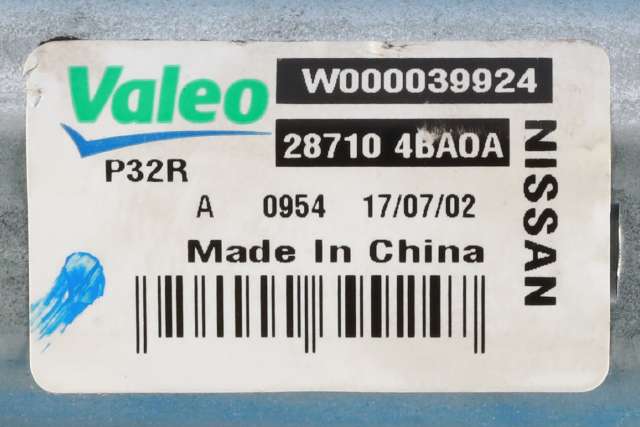 Valeo
W000039924
28710 4BA0A
P32R
NISSAN
A 0954 17/07/02
Made In China